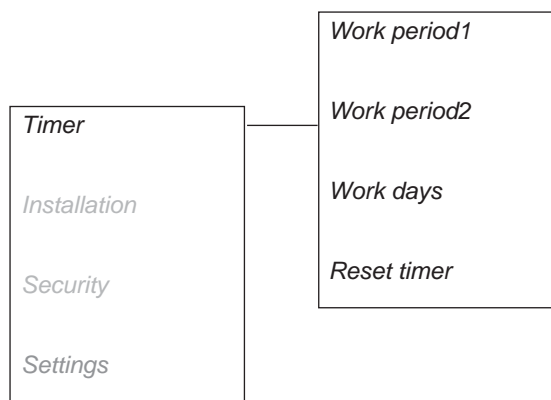 Timer
Installation
Security
Settings
Work period1
Work period2
Work days
Reset timer